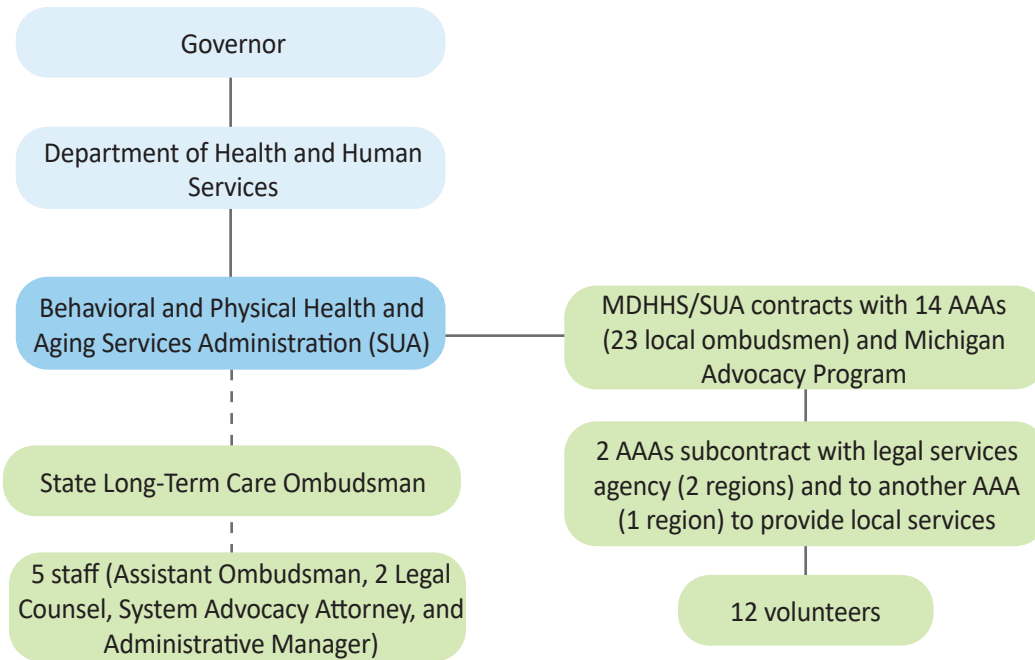 Governor
Department of Health and Human
Services
Behavioral and Physical Health and
Aging Services Administration (SUA)
State Long-Term Care Ombudsman
5 staff (Assistant Ombudsman, 2 Legal
Counsel, System Advocacy Attorney, and
Administrative Manager)
MDHHS/SUA contracts with 14 AAAs
(23 local ombudsmen) and Michigan
Advocacy Program
2 AAAs subcontract with legal services
agency (2 regions) and to another AAA
(1 region) to provide local services
12 volunteers